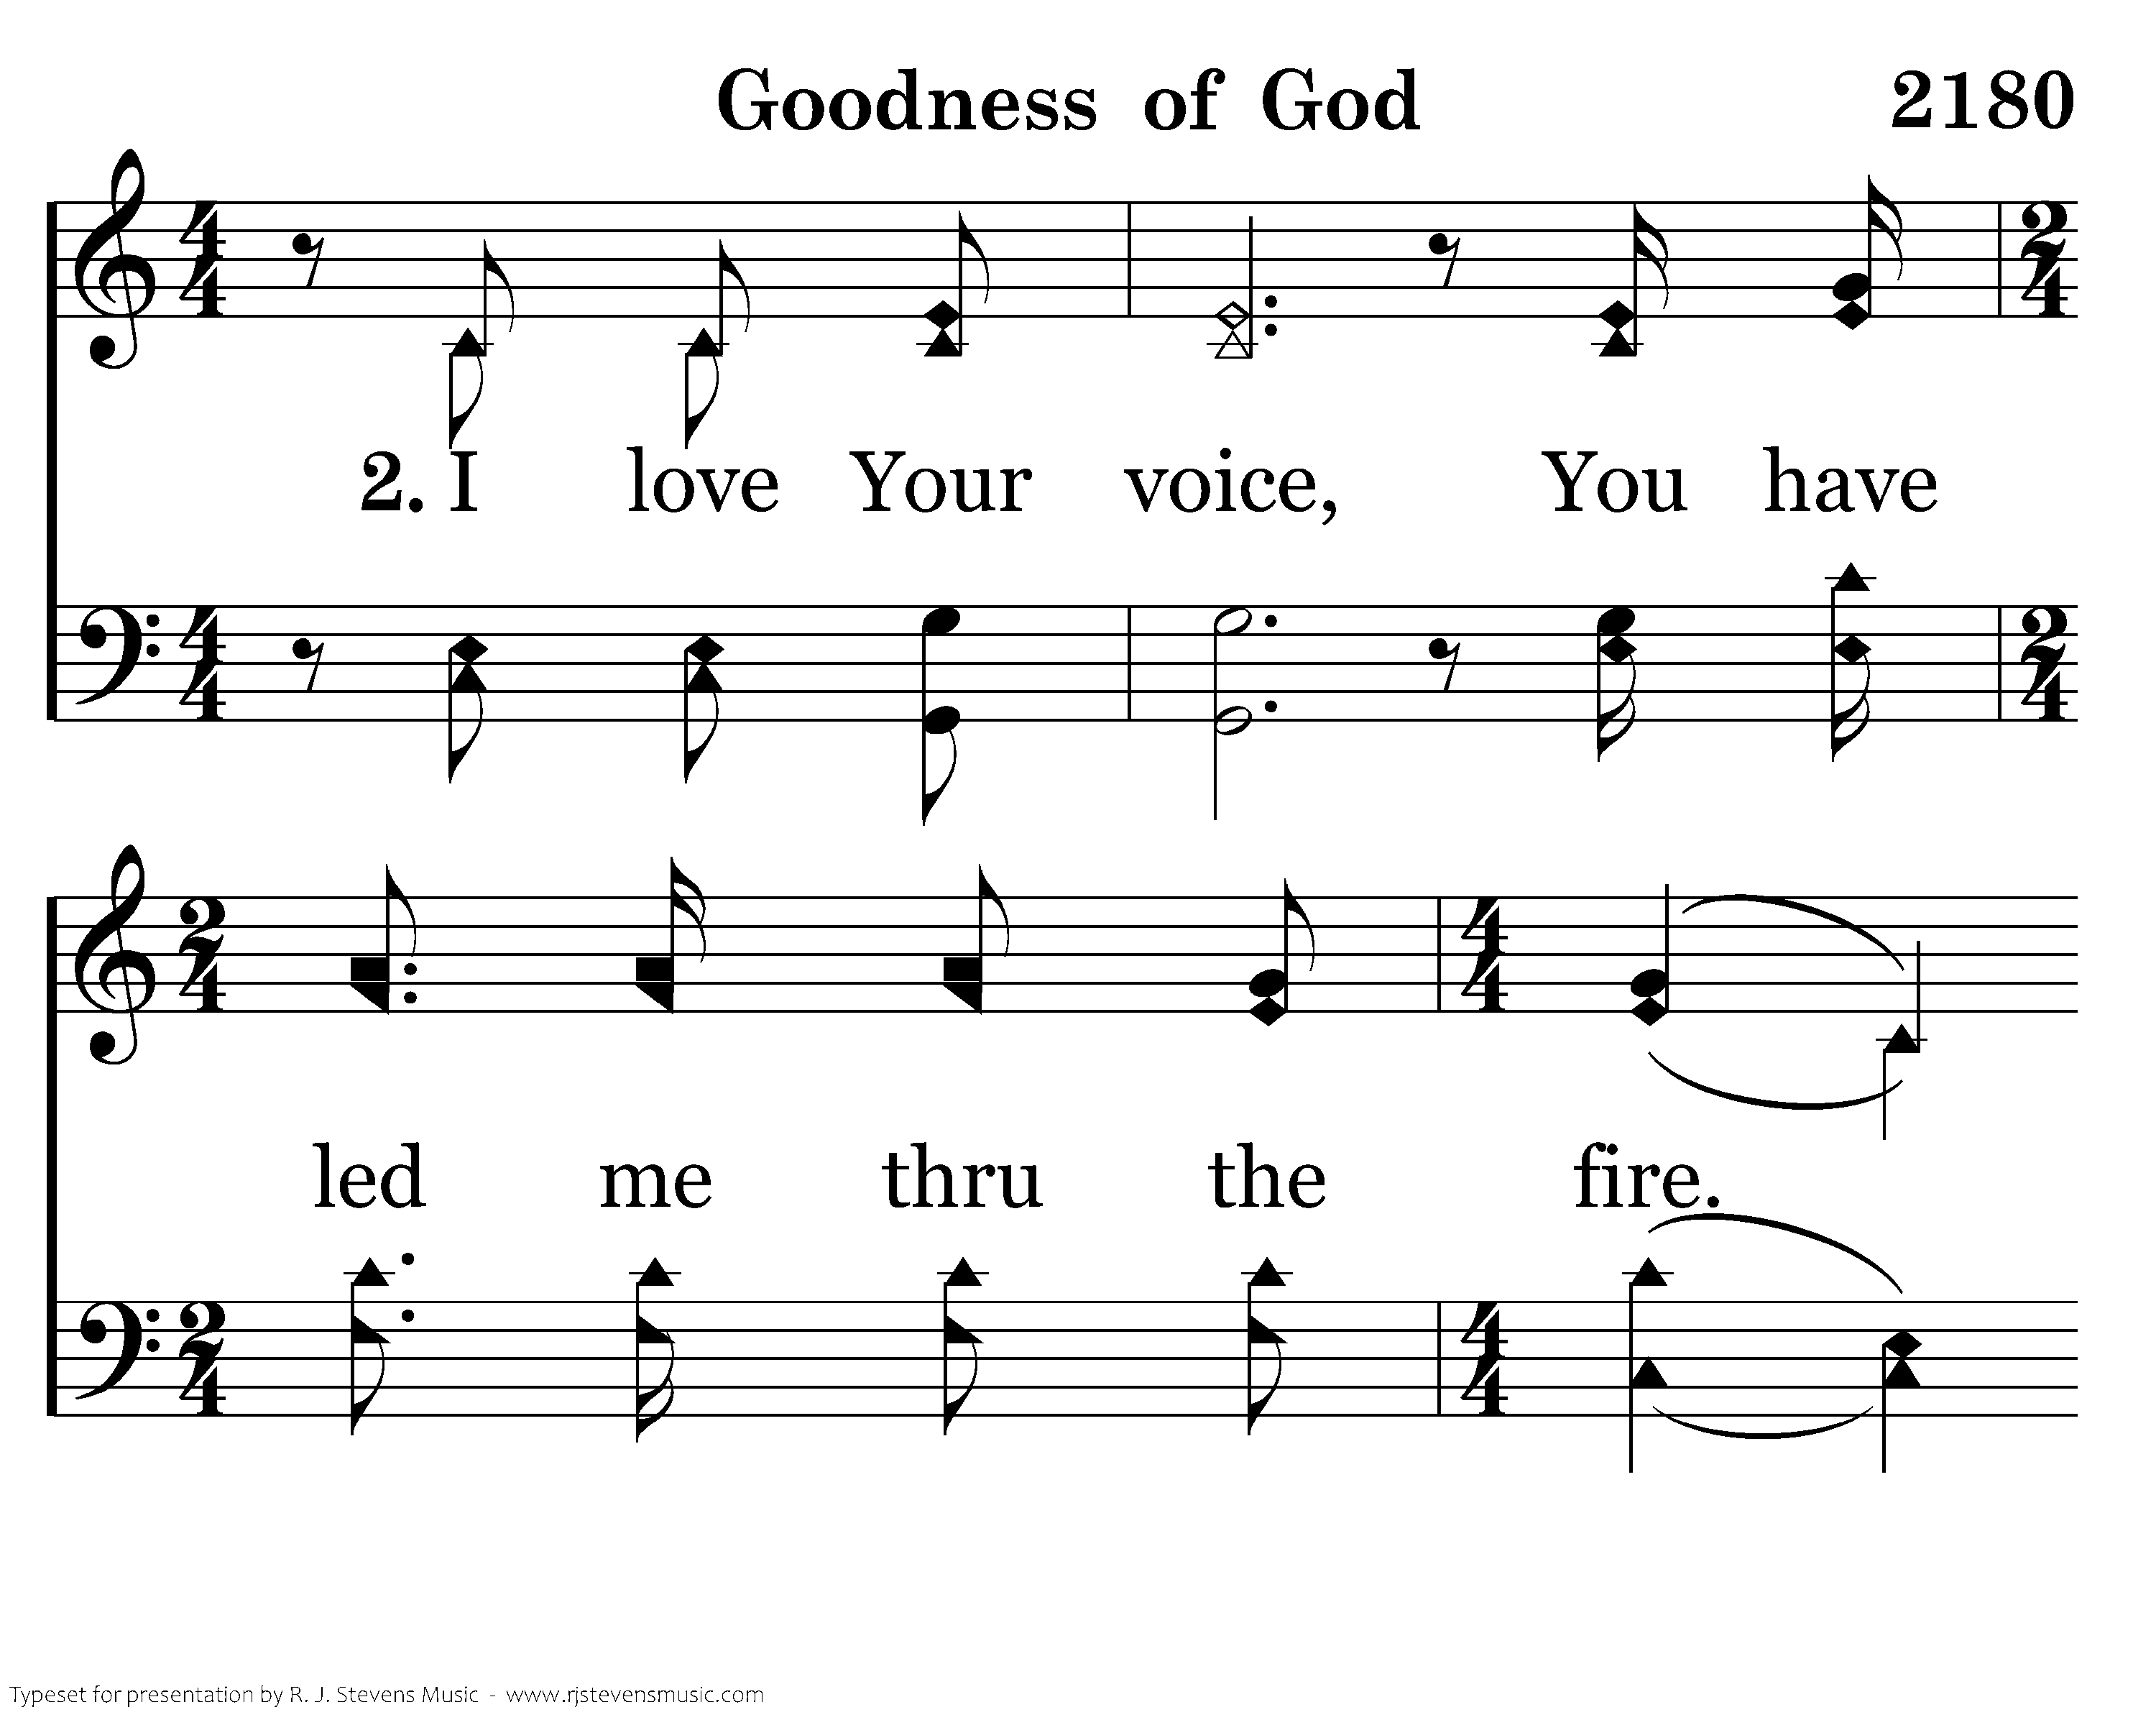 Goodness of God 2180
2. I love Your voice, You have
led me thru the fire.
Typeset for presentation by R. J. Stevens Music - www.rjstevensmusic.com